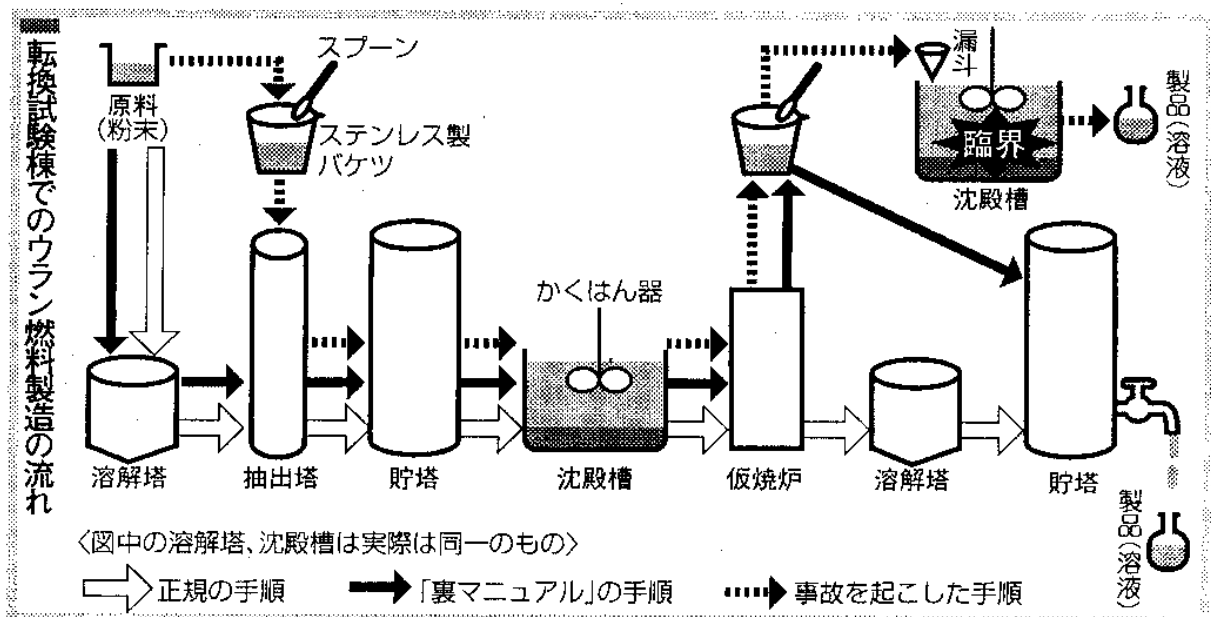 転換試験棟でのウラン燃料製造の流れ
原料
(粉末)
スプーン
ステンレス製
バケツ
漏斗
臨界
沈殿槽
製品(溶液)
かくはん器
溶解塔
抽出塔
貯塔
沈殿槽
仮焼炉
溶解塔
貯塔
製品(溶液)
〈図中の溶解塔、沈殿槽は実際は同一のもの〉
正規の手順
「裏マニュアル」の手順
事故を起こした手順